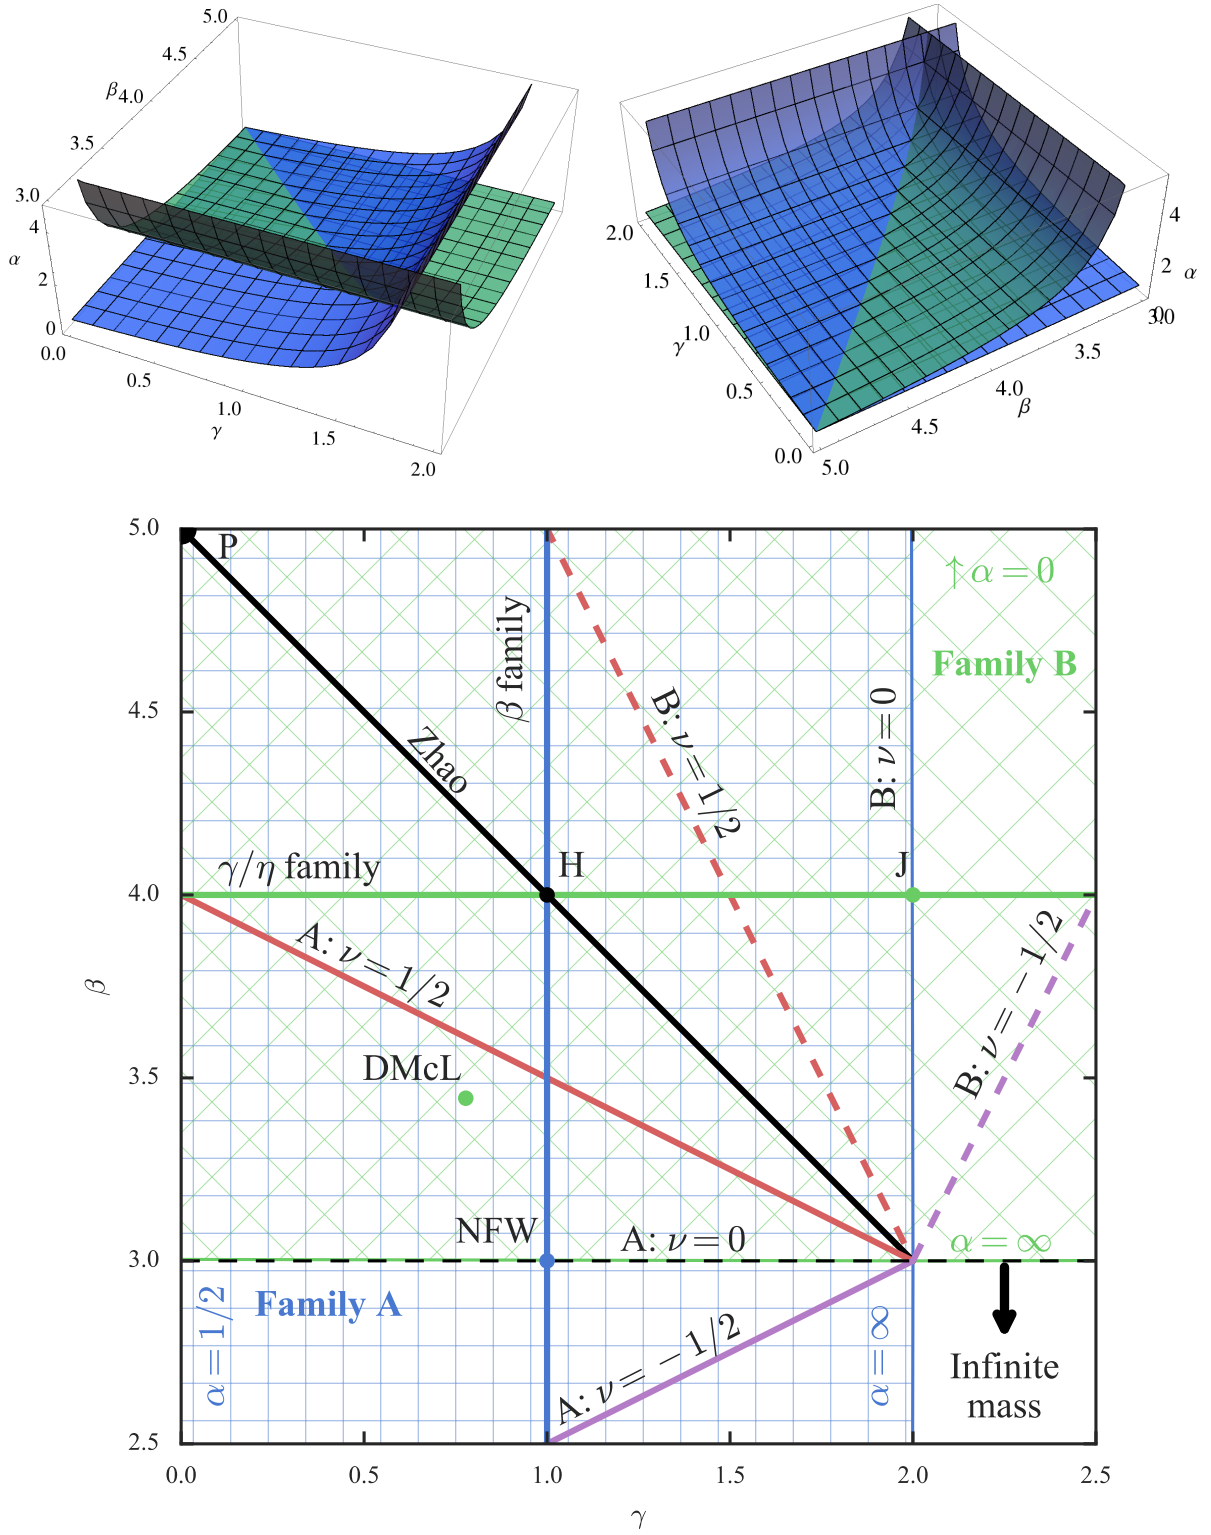 5.0
4.5
β
4.0
3.5
3.0
4
α
2
0
0.0
0.5
1.0
γ
1.5
2.0
2.0
1.5
γ
1.0
0.5
0.0
5.0
4.5
β
4.0
3.5
3.0
0
2
α
4
5.0
4.5
4.0
3.5
3.0
2.5
β
P
↑α = 0
Family B
β family
Zhao
B: ν=1/2
B: ν = 0
γ/η family
H
J
A: ν = 1/2
B: ν = −1/2
DMcL
NFW
A: ν = 0
α = ∞
α = 1/2
Family A
α = ∞
A: ν = −1/2
Infinite
mass
0.0
0.5
1.0
1.5
2.0
2.5
γ